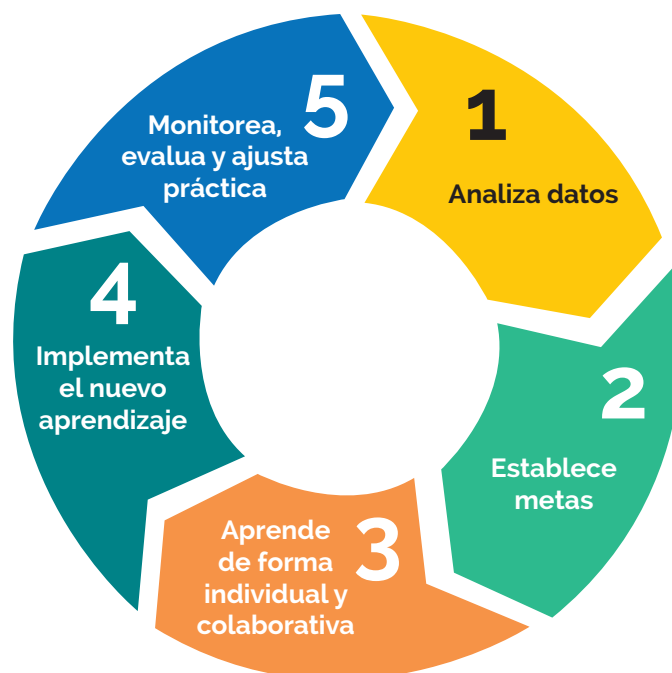 1
Analiza datos
2
Establece
metas
3
Aprende
de forma
individual y
colaborativa
4
Implementa
el nuevo
aprendizaje
5
Monitorea,
evalua y ajusta
práctica